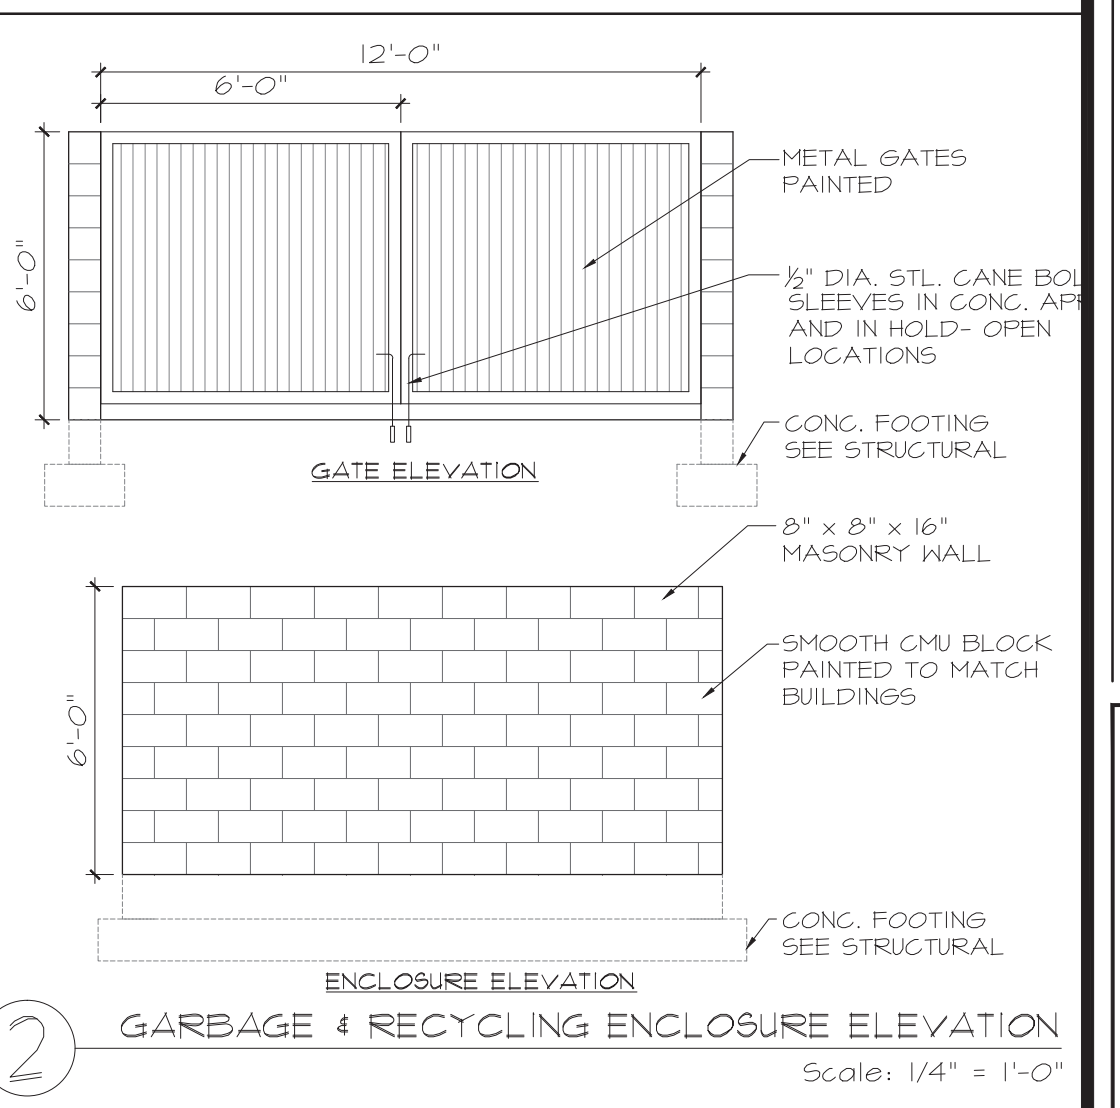 12'-0"
6'-0"
6'-0"
METAL GATES
PAINTED
½" DIA. STL. CANE
SLEEVES IN CONC.
AND IN HOLD- OPEN
LOCATIONS
CONC. FOOTING
SEE STRUCTURAL
GATE ELEVATION
8" x 8" x 16"
MASONRY WALL
SMOOTH CMU BLOCK
PAINTED TO MATCH
BUILDINGS
6'-0"
CONC. FOOTING
SEE STRUCTURAL
ENCLOSURE ELEVATION
2
GARBAGE & RECYCLING ENCLOSURE ELEVATION
Scale: 1/4" = 1'-0"